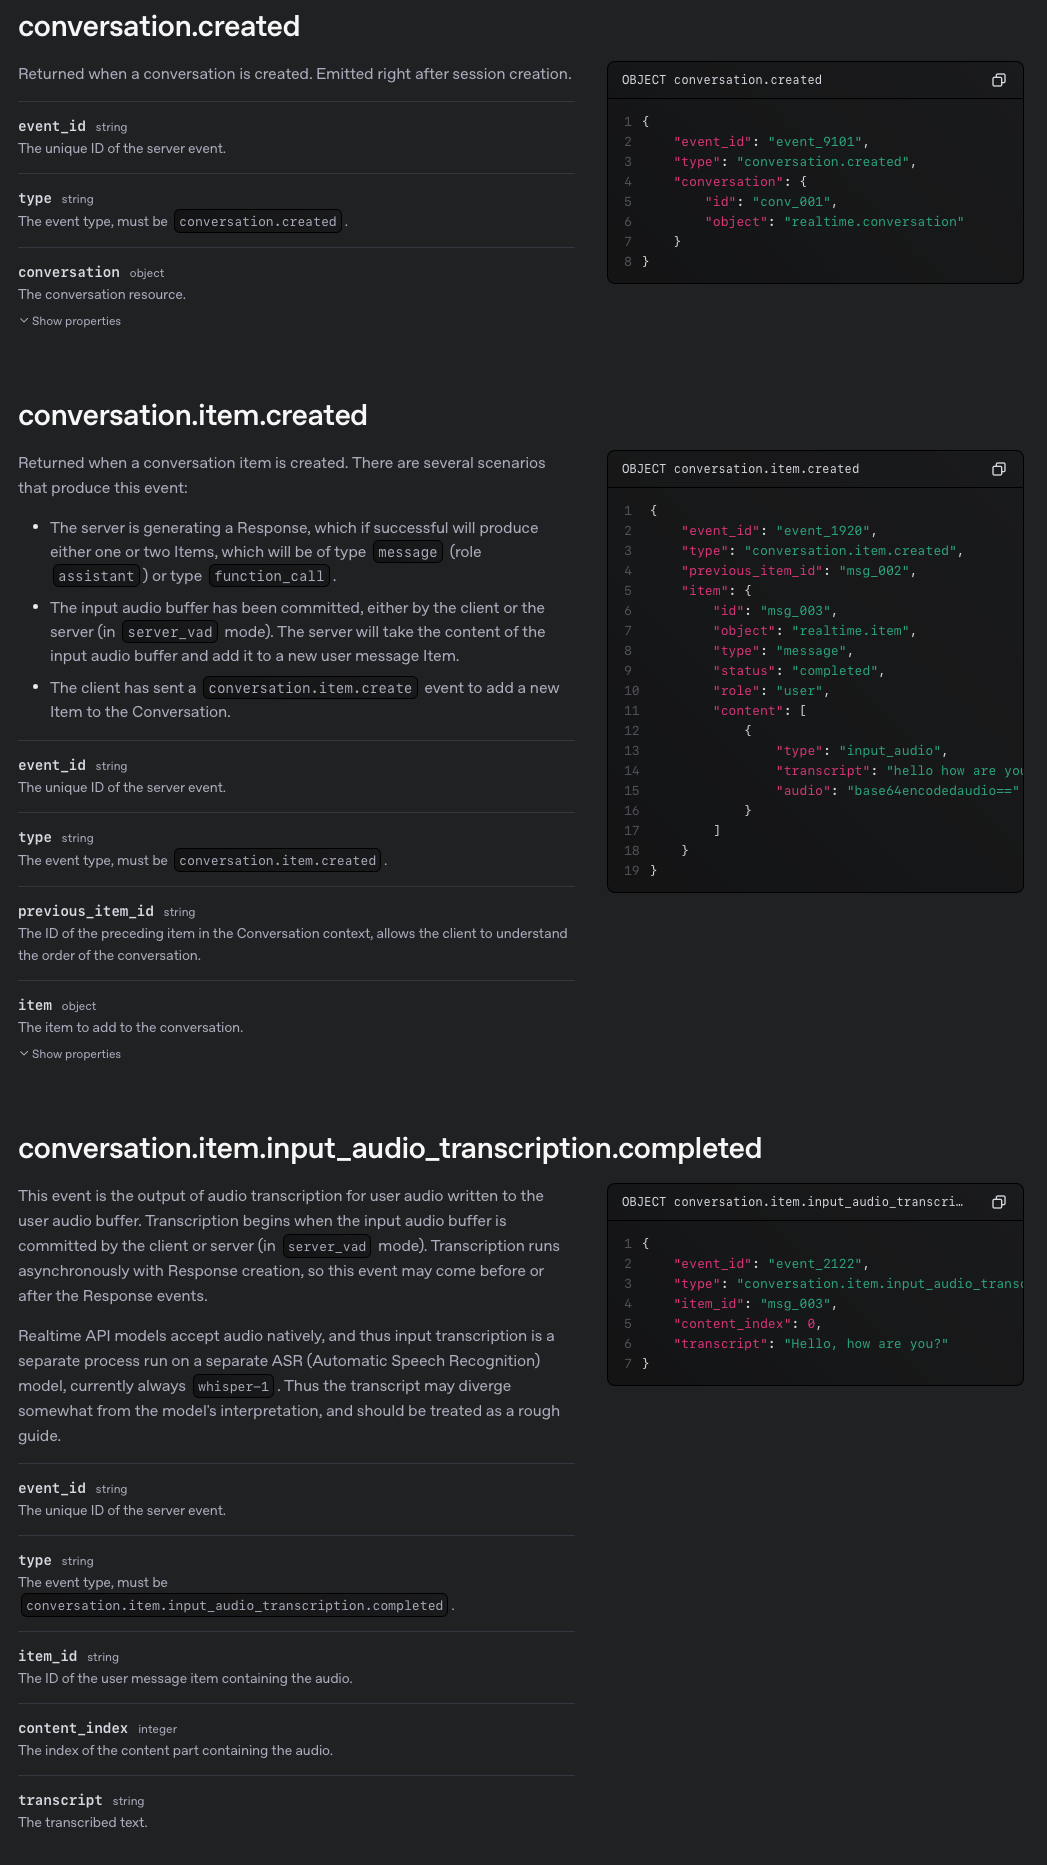 conversation.created
Returned when a conversation is created. Emitted right after session creation.
event_id string
The unique ID of the server event.
type string
The event type, must be conversation.created.
conversation object
The conversation resource.
Show properties
OBJECT conversation.created
1 {
2     "event_id": "event_9101",
3     "type": "conversation.created",
4     "conversation": {
5         "id": "conv_001",
6         "object": "realtime.conversation"
7     }
8 }
conversation.item.created
Returned when a conversation item is created. There are several scenarios
that produce this event:
• The server is generating a Response, which if successful will produce
either one or two Items, which will be of type message (role
assistant) or type function_call.
• The input audio buffer has been committed, either by the client or the
server (in server_vad mode). The server will take the content of the
input audio buffer and add it to a new user message Item.
• The client has sent a conversation.item.create event to add a new
Item to the Conversation.
event_id string
The unique ID of the server event.
type string
The event type, must be conversation.item.created.
previous_item_id string
The ID of the preceding item in the Conversation context, allows the client to understand
the order of the conversation.
item object
The item to add to the conversation.
Show properties
OBJECT conversation.item.created
1 {
2     "event_id": "event_1920",
3     "type": "conversation.item.created",
4     "previous_item_id": "msg_002",
5     "item": {
6         "id": "msg_003",
7         "object": "realtime.item",
8         "type": "message",
9         "status": "completed",
10         "role": "user",
11         "content": [
12             {
13                 "type": "input_audio",
14                 "transcript": "hello how are you
15                 "audio": "base64encodedaudio=="
16             }
17         ]
18     }
19 }
conversation.item.input_audio_transcription.completed
This event is the output of audio transcription for user audio written to the
user audio buffer. Transcription begins when the input audio buffer is
committed by the client or server (in server_vad mode). Transcription runs
asynchronously with Response creation, so this event may come before or
after the Response events.
Realtime API models accept audio natively, and thus input transcription is a
separate process run on a separate ASR (Automatic Speech Recognition)
model, currently always whisper-1. Thus the transcript may diverge
somewhat from the model's interpretation, and should be treated as a rough
guide.
event_id string
The unique ID of the server event.
type string
The event type, must be
conversation.item.input_audio_transcription.completed.
item_id string
The ID of the user message item containing the audio.
content_index integer
The index of the content part containing the audio.
transcript string
The transcribed text.
OBJECT conversation.item.input_audio_transcri…
1 {
2     "event_id": "event_2122",
3     "type": "conversation.item.input_audio_transc
4     "item_id": "msg_003",
5     "content_index": 0,
6     "transcript": "Hello, how are you?"
7 }